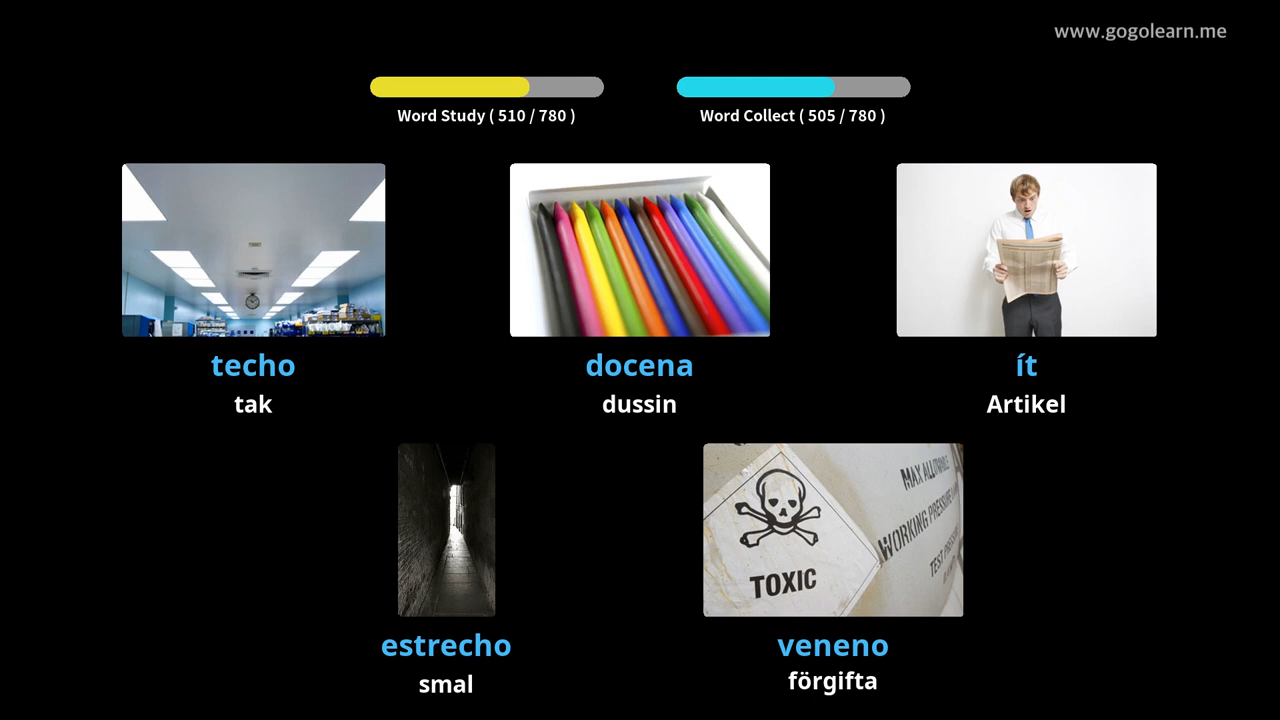 www.gogolearn.me
Word Study ( 510 / 780 )
Word Collect ( 505 / 780 )
techo
tak
docena
dussin
ít
Artikel
estrecho
smal
TOXIC
MAX ALLOWABLE
WORKING PRESSURE
TEST
veneno
förgifta